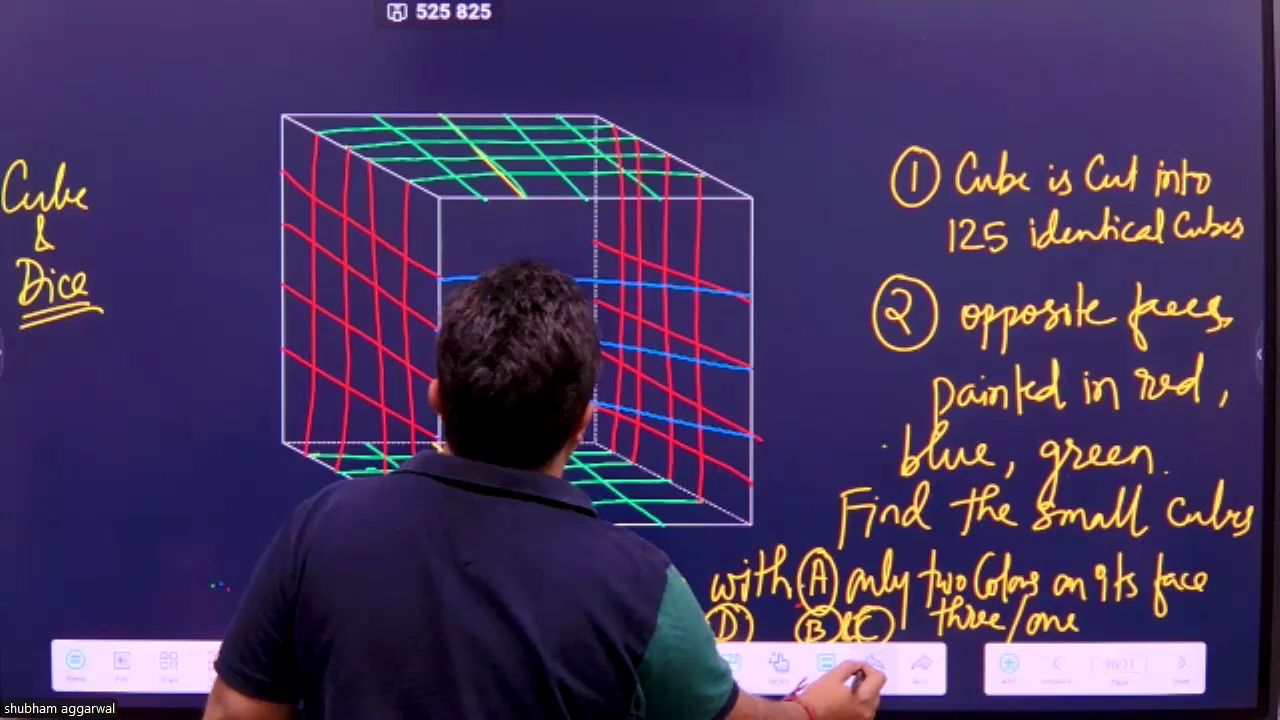 525 825
Cube
&
Dice
① Cube is Cut into
125 identical Cubes
② opposite faces
painted in red,
blue, green.
Find the small cubes
with Ⓐ only two Colors on its face
Ⓓ Ⓑ & Ⓒ three/one
shubham aggarwal